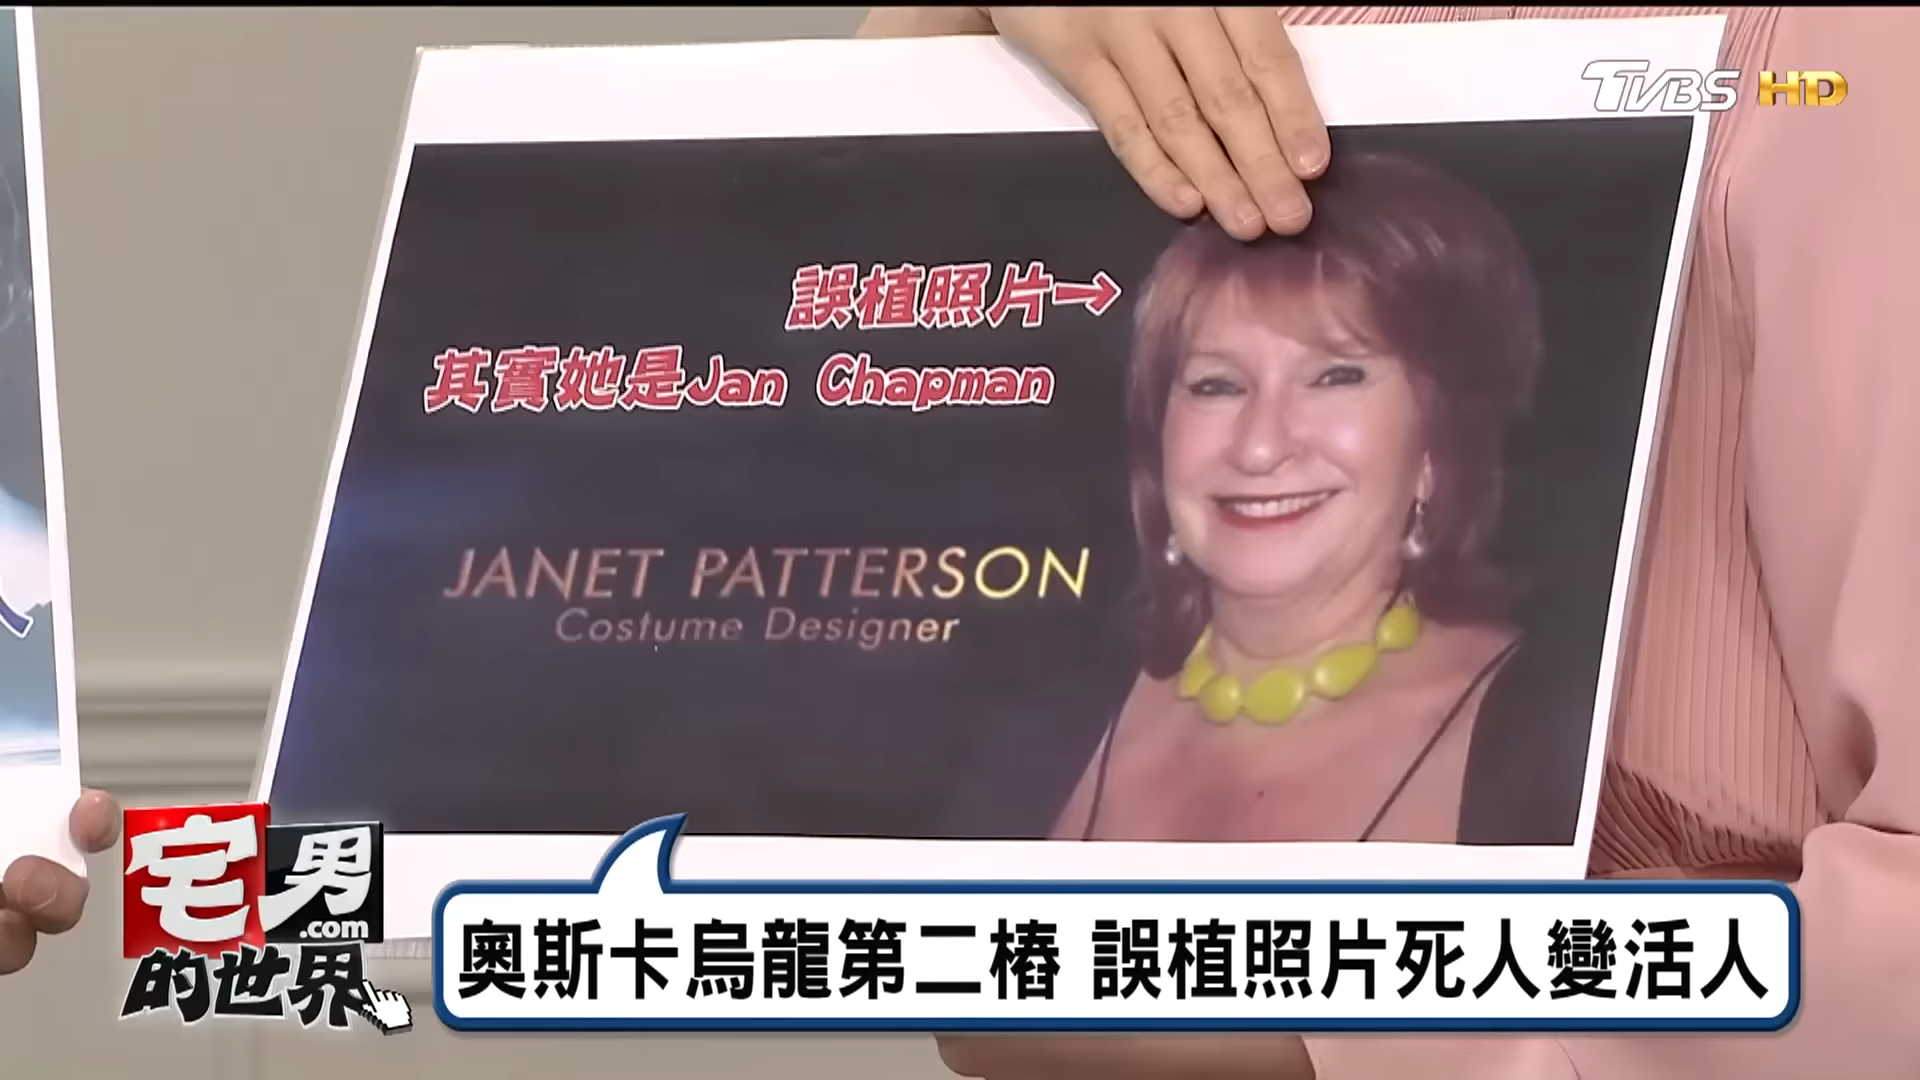 TVBS HD
誤植照片→
其實她是Jan Chapman
JANET PATTERSON
Costume Designer
宅男.com
的世界
奧斯卡烏龍第二樁 誤植照片死人變活人